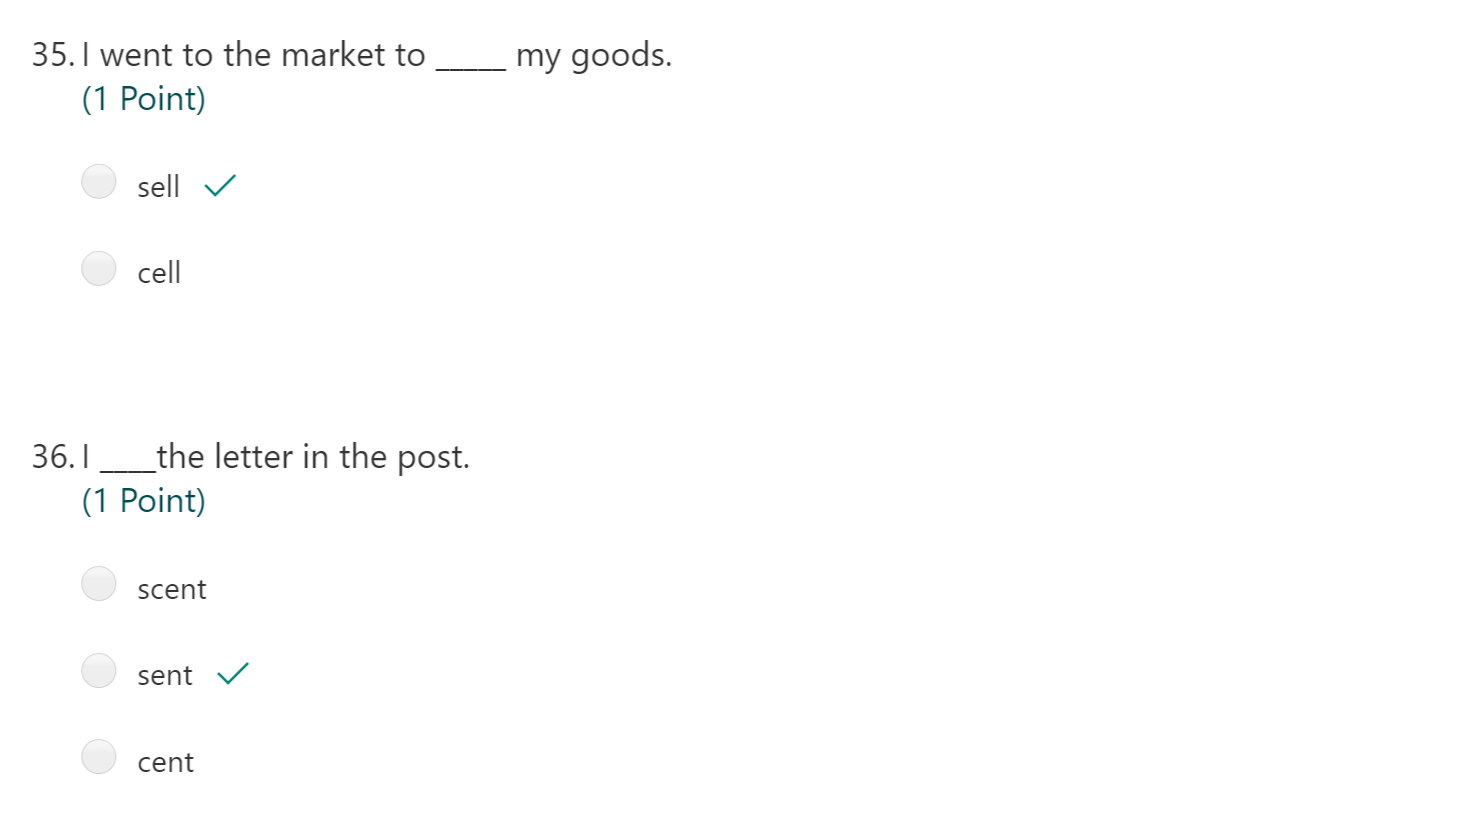 35. I went to the market to _____ my goods.
(1 Point)
sell
cell
36. I ____the letter in the post.
(1 Point)
scent
sent
cent